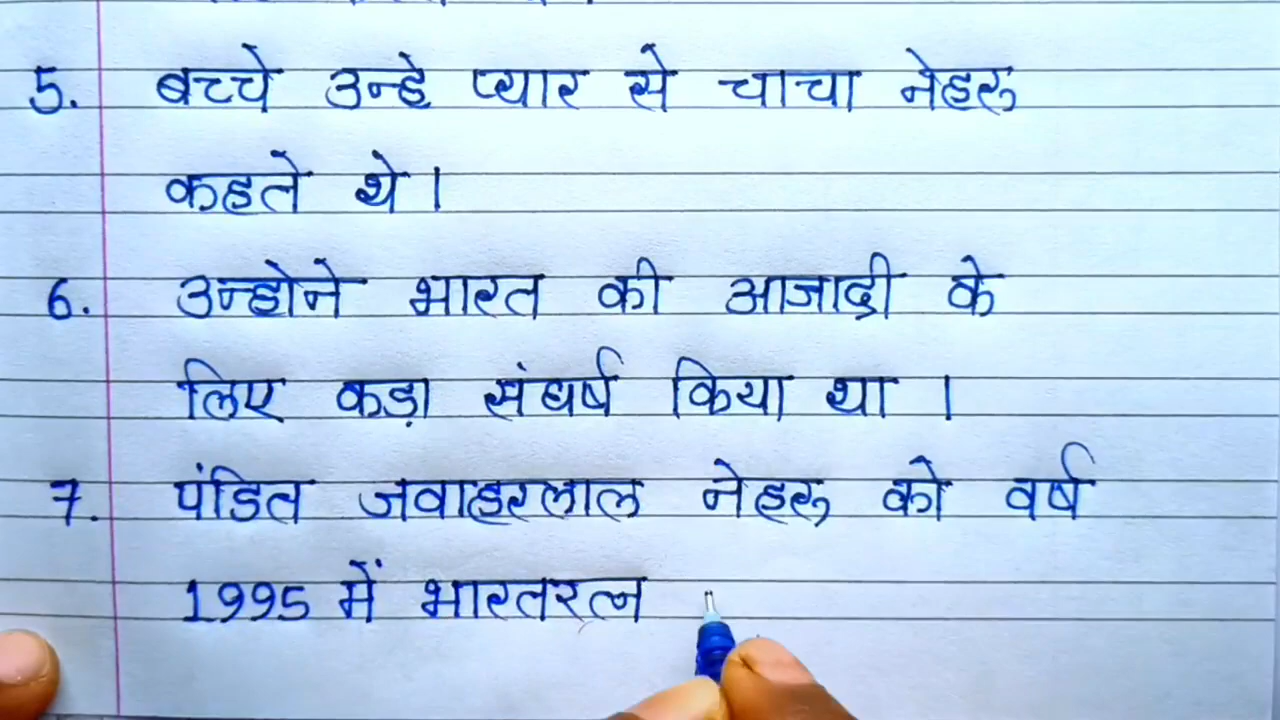 5. बच्चे उन्हे प्यार से चाचा नेहरु
कहते थे।
6. उन्होने भारत की आजादी के
लिए कड़ा संघर्ष किया था ।
7. पंडित जवाहरलाल नेहरु को वर्ष
1995 में भारतरत्न